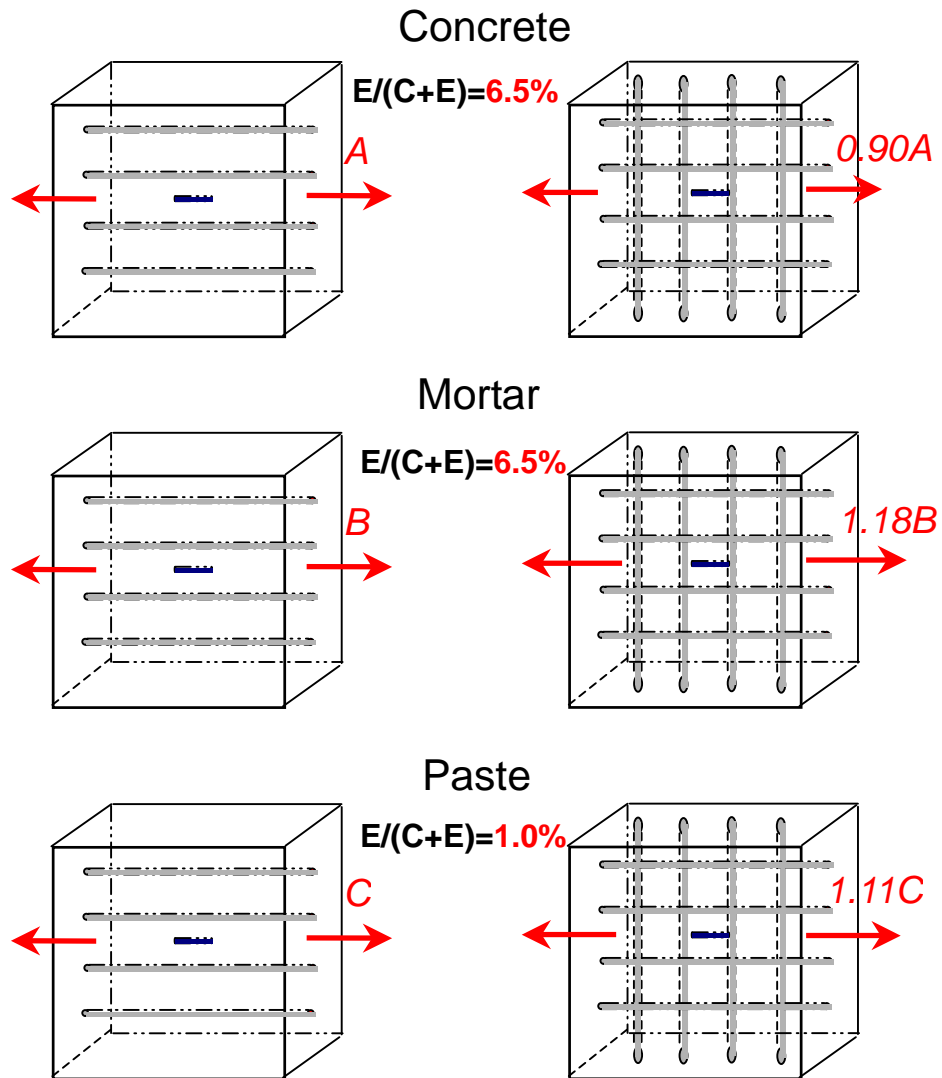 Concrete
E/(C+E)=6.5%
A
0.90A
Mortar
E/(C+E)=6.5%
B
1.18B
Paste
E/(C+E)=1.0%
C
1.11C